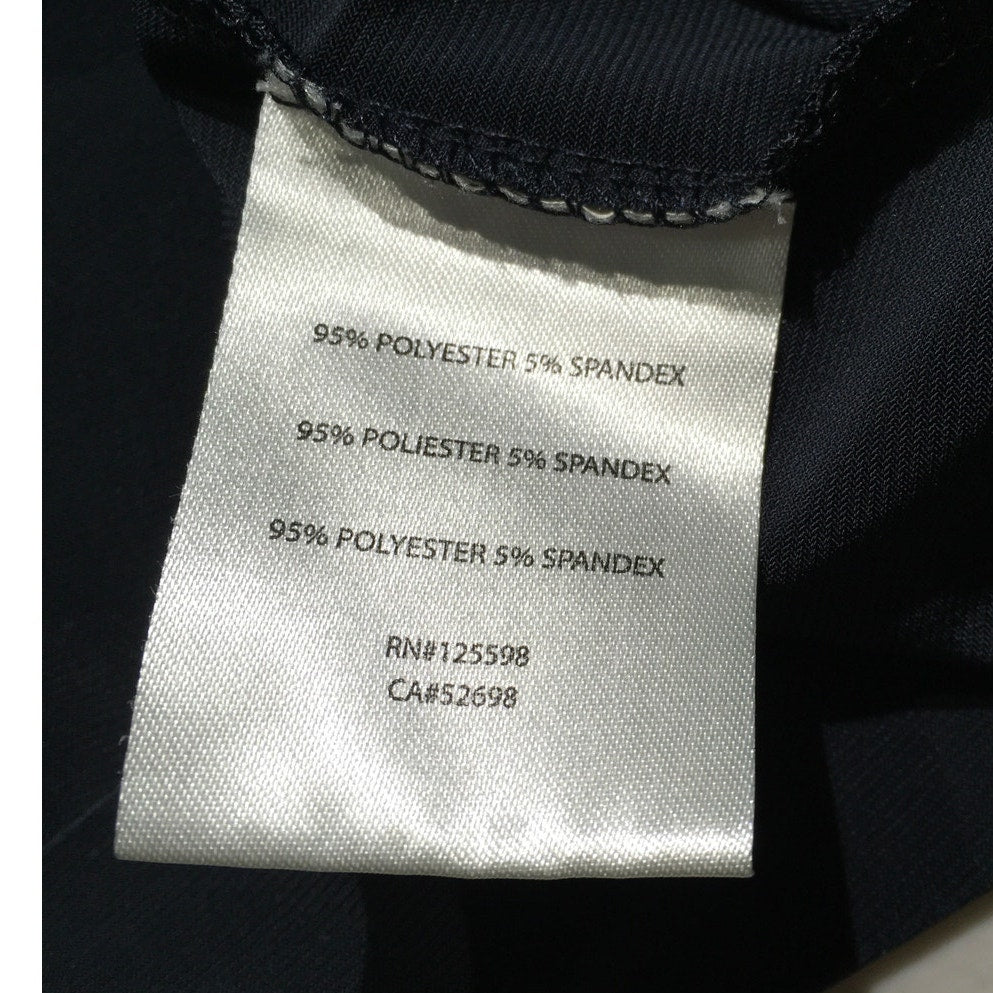 95% POLYESTER 5% SPANDEX
95% POLIESTER 5% SPANDEX
95% POLYESTER 5% SPANDEX
RN#125598
CA#52698